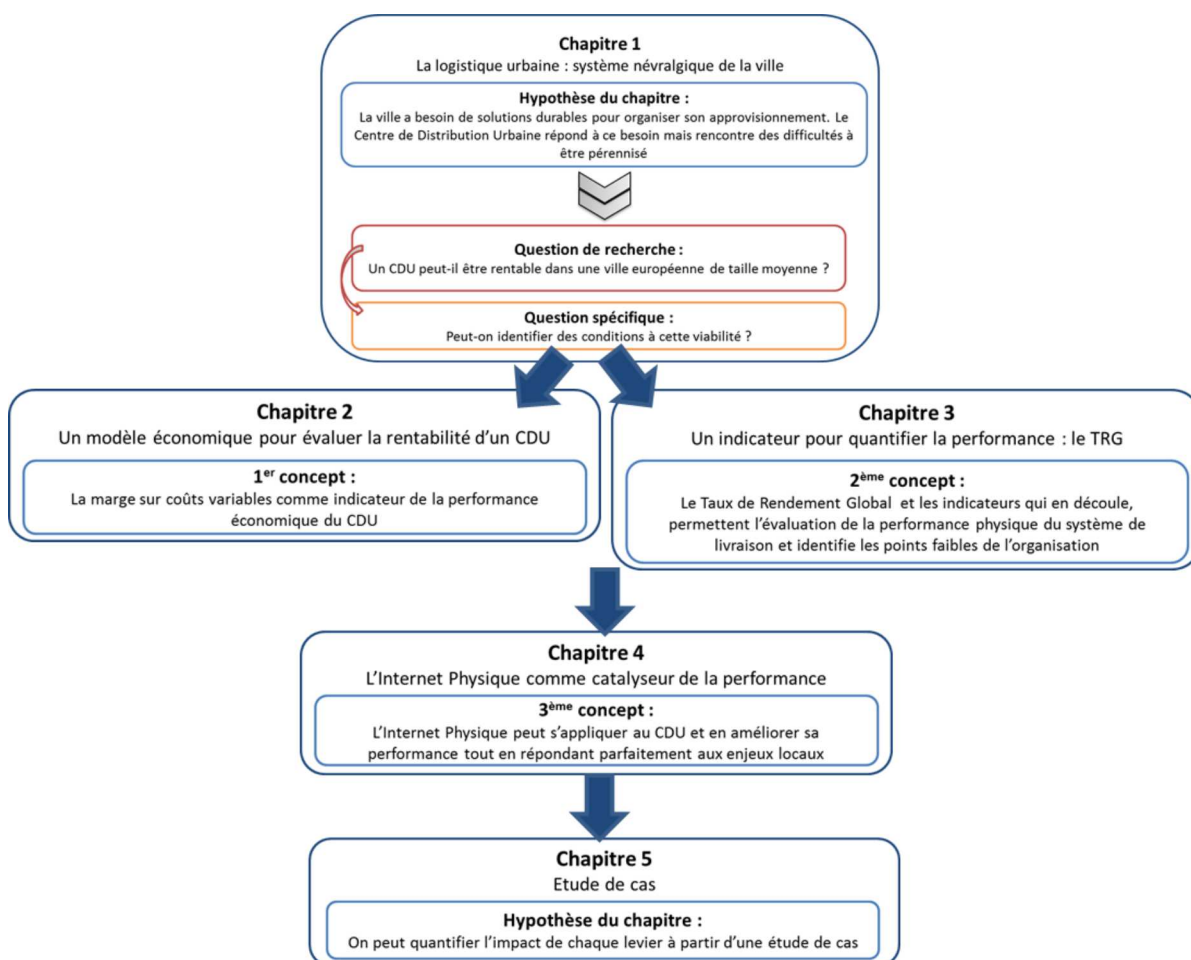 Chapitre 1
La logistique urbaine : système névralgique de la ville
Hypothèse du chapitre :
La ville a besoin de solutions durables pour organiser son approvisionnement. Le
Centre de Distribution Urbaine répond à ce besoin mais rencontre des difficultés à
être pérennisé
Question de recherche :
Un CDU peut-il être rentable dans une ville européenne de taille moyenne ?
Question spécifique :
Peut-on identifier des conditions à cette viabilité ?
Chapitre 2
Un modèle économique pour évaluer la rentabilité d’un CDU
1er concept :
La marge sur coûts variables comme indicateur de la performance
économique du CDU
Chapitre 3
Un indicateur pour quantifier la performance : le TRG
2ème concept :
Le Taux de Rendement Global et les indicateurs qui en découle,
permettent l’évaluation de la performance physique du système de
livraison et identifie les points faibles de l’organisation
Chapitre 4
L’Internet Physique comme catalyseur de la performance
3ème concept :
L’Internet Physique peut s’appliquer au CDU et en améliorer sa
performance tout en répondant parfaitement aux enjeux locaux
Chapitre 5
Etude de cas
Hypothèse du chapitre :
On peut quantifier l’impact de chaque levier à partir d’une étude de cas